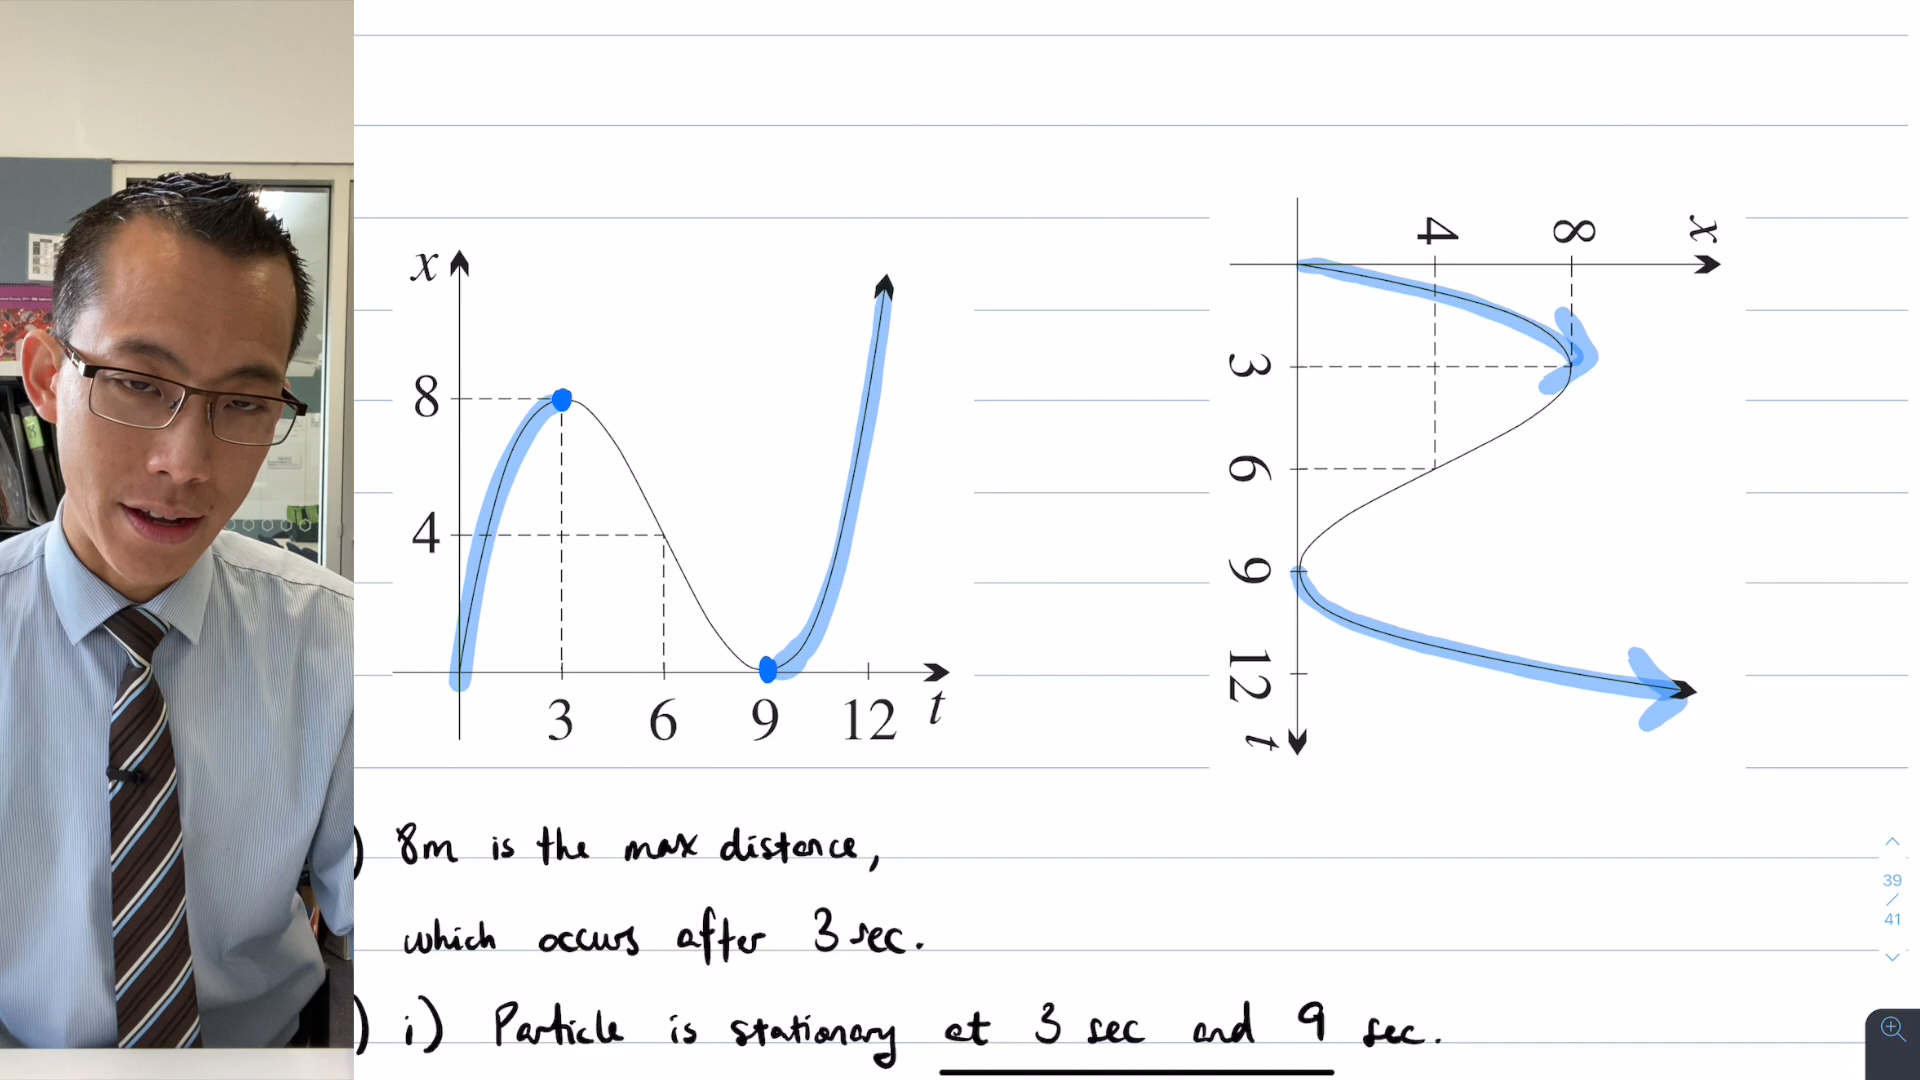 x
8
4
3 6 9 12 t
4 8 x
3
6
9
12
t
) 8m is the max distance,
which occurs after 3 sec.
) i) Particle is stationary at 3 sec and 9 sec.
39
/
41